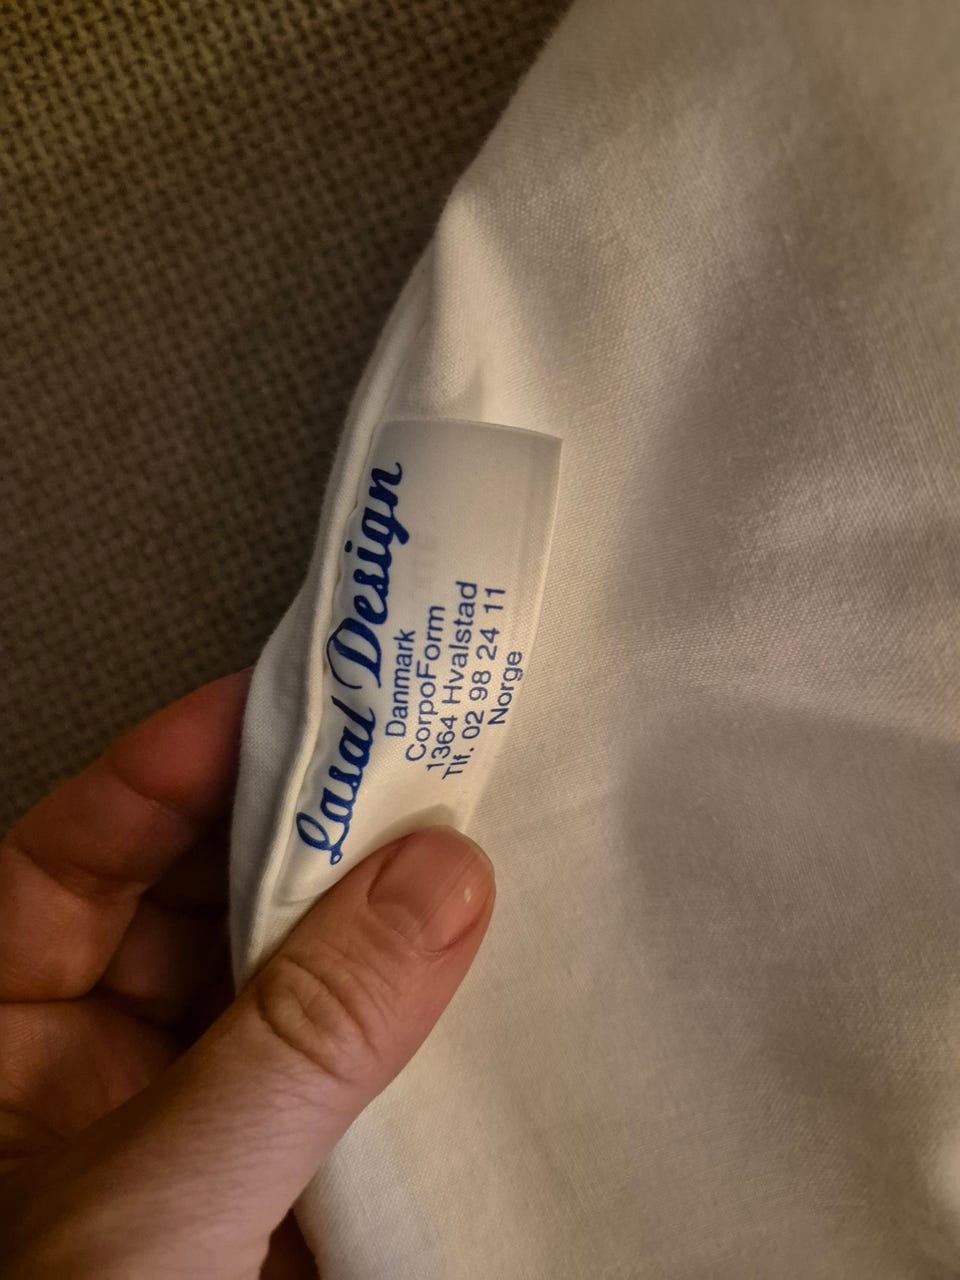 Lasal Design
Danmark
CorpoForm
1364 Hvalstad
Tlf. 02 98 24 11
Norge